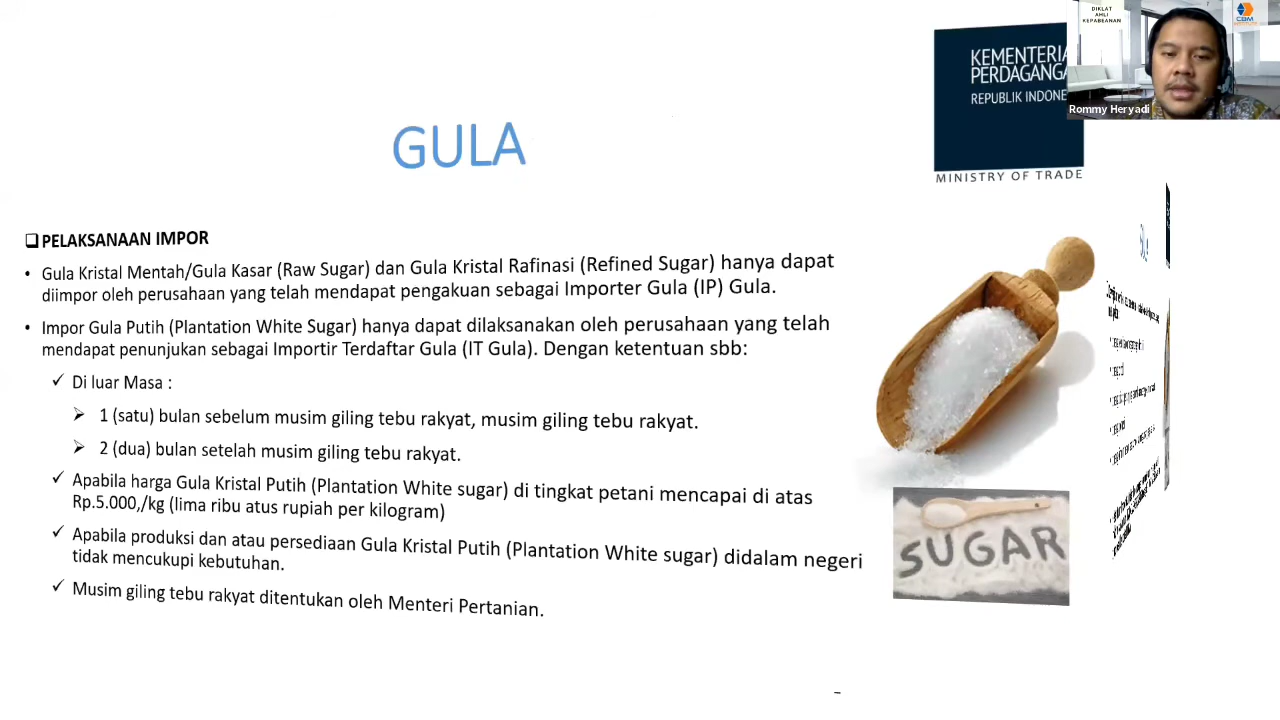 DIKLAT
AHLI
KEPABEANAN
CBM
Rommy Heryadi
KEMENTERIA
PERDAGANGA
REPUBLIK INDONE
MINISTRY OF TRADE
GULA
PELAKSANAAN IMPOR
• Gula Kristal Mentah/Gula Kasar (Raw Sugar) dan Gula Kristal Rafinasi (Refined Sugar) hanya dapat
diimpor oleh perusahaan yang telah mendapat pengakuan sebagai Importer Gula (IP) Gula.
• Impor Gula Putih (Plantation White Sugar) hanya dapat dilaksanakan oleh perusahaan yang telah
mendapat penunjukan sebagai Importir Terdaftar Gula (IT Gula). Dengan ketentuan sbb:
✓ Di luar Masa :
➢ 1 (satu) bulan sebelum musim giling tebu rakyat, musim giling tebu rakyat.
➢ 2 (dua) bulan setelah musim giling tebu rakyat.
✓ Apabila harga Gula Kristal Putih (Plantation White sugar) di tingkat petani mencapai di atas
Rp.5.000,/kg (lima ribu atus rupiah per kilogram)
✓ Apabila produksi dan atau persediaan Gula Kristal Putih (Plantation White sugar) didalam negeri
tidak mencukupi kebutuhan.
✓ Musim giling tebu rakyat ditentukan oleh Menteri Pertanian.
SUGAR